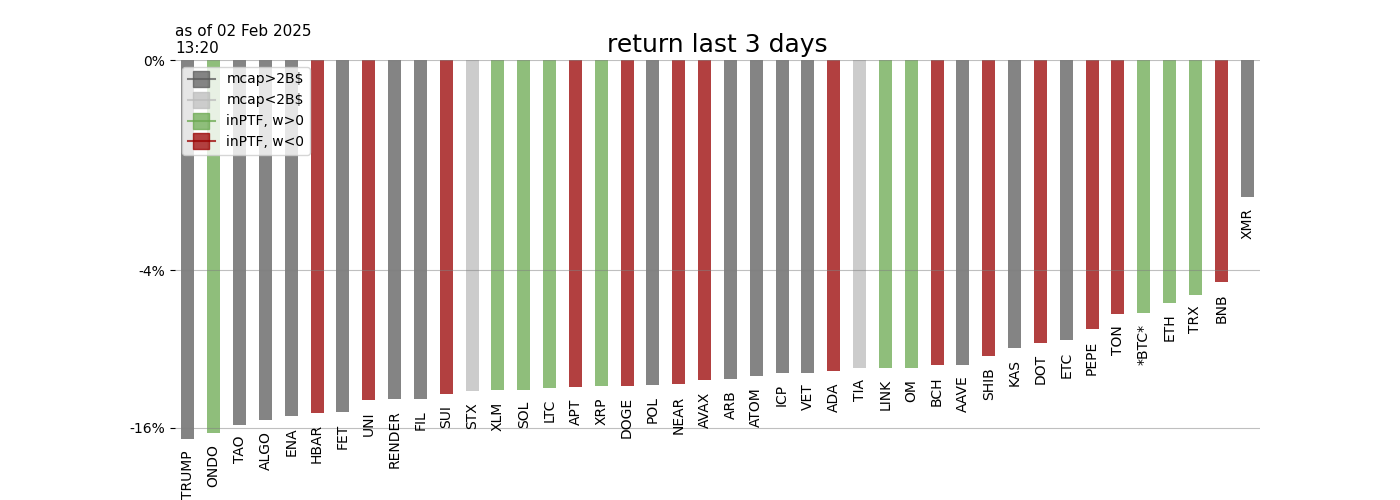 as of 02 Feb 2025
13:20
return last 3 days
0%
-4%
-16%
mcap>2B$
mcap<2B$
inPTF, w>0
inPTF, w<0
TRUMP
ONDO
TAO
ALGO
ENA
HBAR
FET
UNI
RENDER
FIL
SUI
STX
XLM
SOL
LTC
APT
XRP
DOGE
POL
NEAR
AVAX
ARB
ATOM
ICP
VET
ADA
TIA
LINK
OM
BCH
AAVE
SHIB
KAS
DOT
ETC
PEPE
TON
*BTC*
ETH
TRX
BNB
XMR